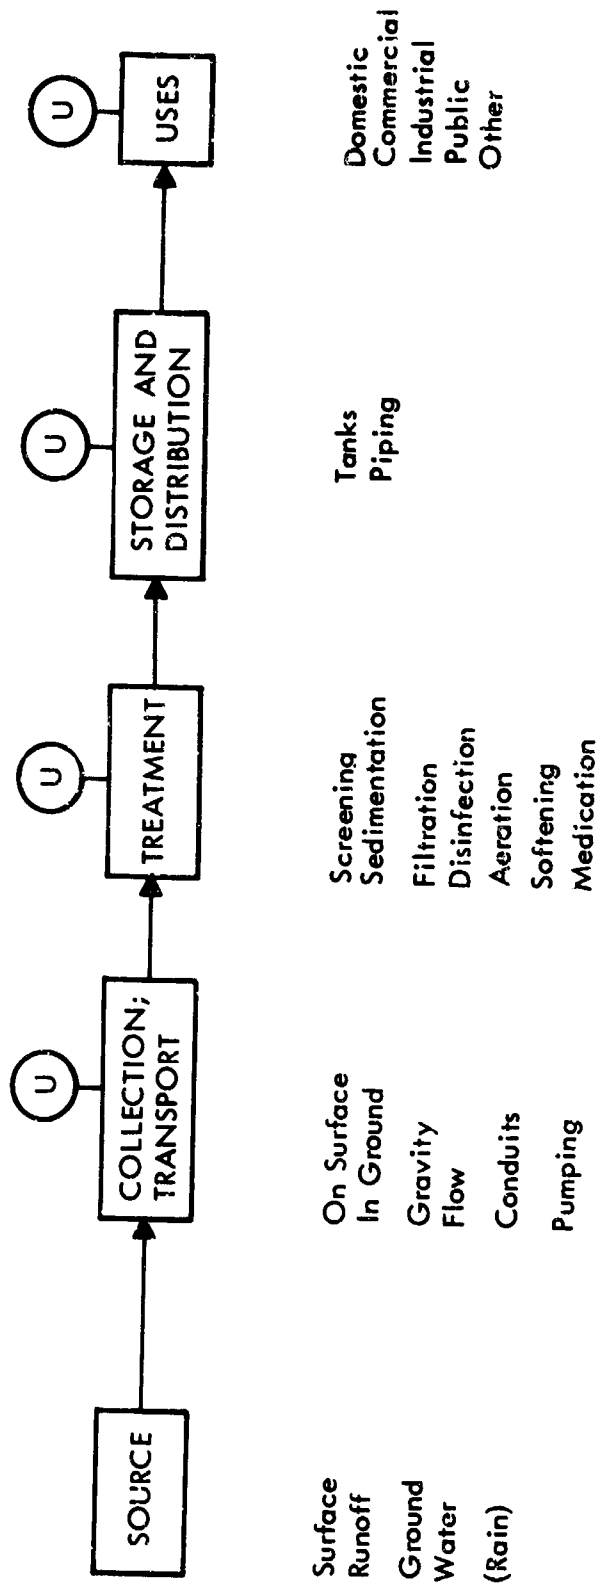 SOURCE
Surface
Runoff
Ground
Water
(Rain)
U
COLLECTION;
TRANSPORT
On Surface
In Ground
Gravity
Flow
Conduits
Pumping
U
TREATMENT
Screening
Sedimentation
Filtration
Disinfection
Aeration
Softening
Medication
U
STORAGE AND
DISTRIBUTION
Tanks
Piping
U
USES
Domestic
Commercial
Industrial
Public
Other